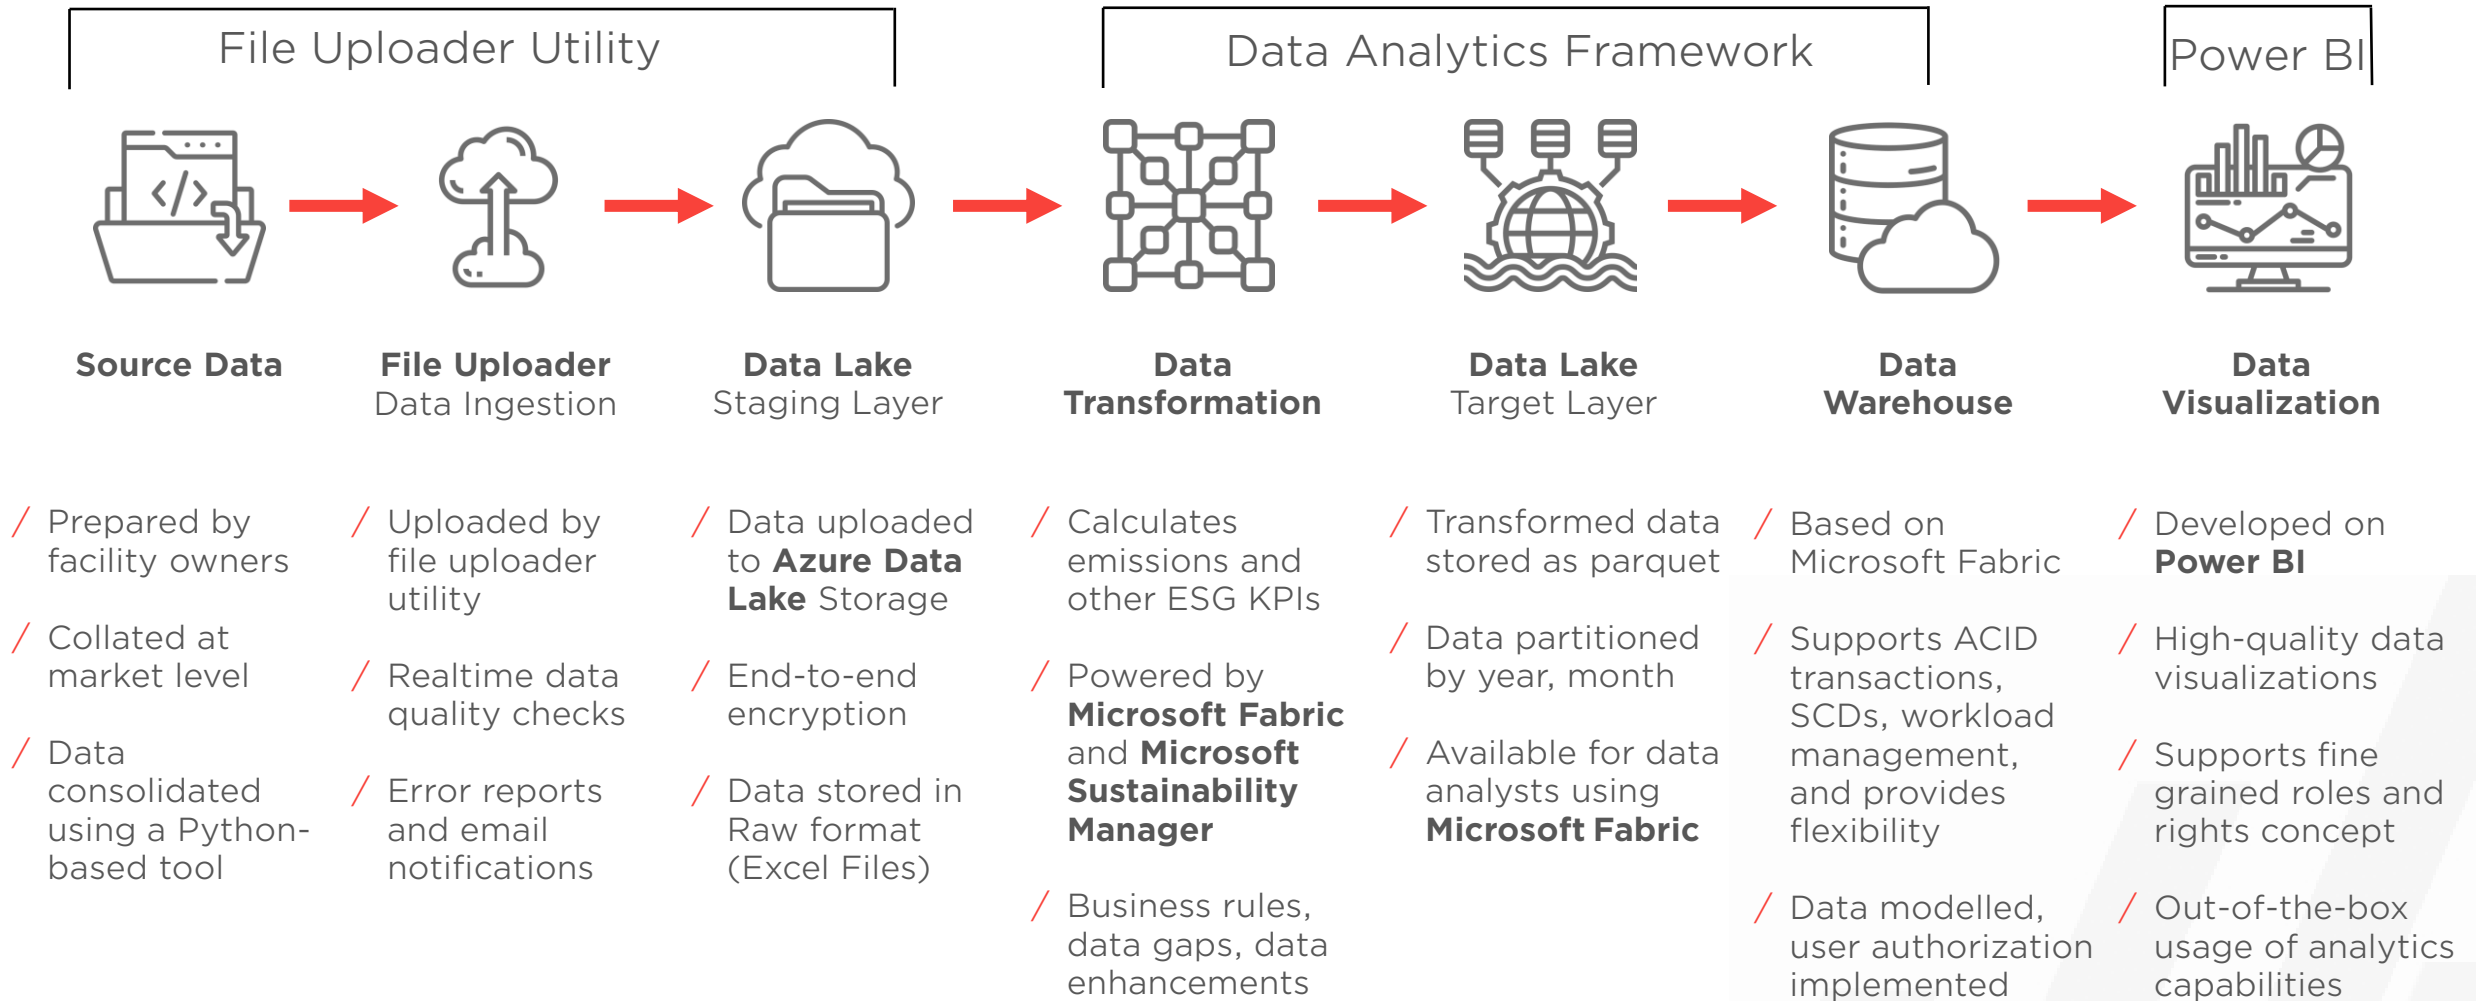 File Uploader Utility
Data Analytics Framework
Power BI
Source Data
File Uploader
Data Ingestion
Data Lake
Staging Layer
Data
Transformation
Data Lake
Target Layer
Data
Warehouse
Data
Visualization
/ Prepared by
facility owners
/ Collated at
market level
/ Data
consolidated
using a Python-
based tool
/ Uploaded by
file uploader
utility
/ Realtime data
quality checks
/ Error reports
and email
notifications
/ Data uploaded
to Azure Data
Lake Storage
/ End-to-end
encryption
/ Data stored in
Raw format
(Excel Files)
/ Calculates
emissions and
other ESG KPIs
/ Powered by
Microsoft Fabric
and Microsoft
Sustainability
Manager
/ Business rules,
data gaps, data
enhancements
/ Transformed data
stored as parquet
/ Data partitioned
by year, month
/ Available for data
analysts using
Microsoft Fabric
/ Based on
Microsoft Fabric
/ Supports ACID
transactions,
SCDs, workload
management,
and provides
flexibility
/ Data modelled,
user authorization
implemented
/ Developed on
Power BI
/ High-quality data
visualizations
/ Supports fine
grained roles and
rights concept
/ Out-of-the-box
usage of analytics
capabilities